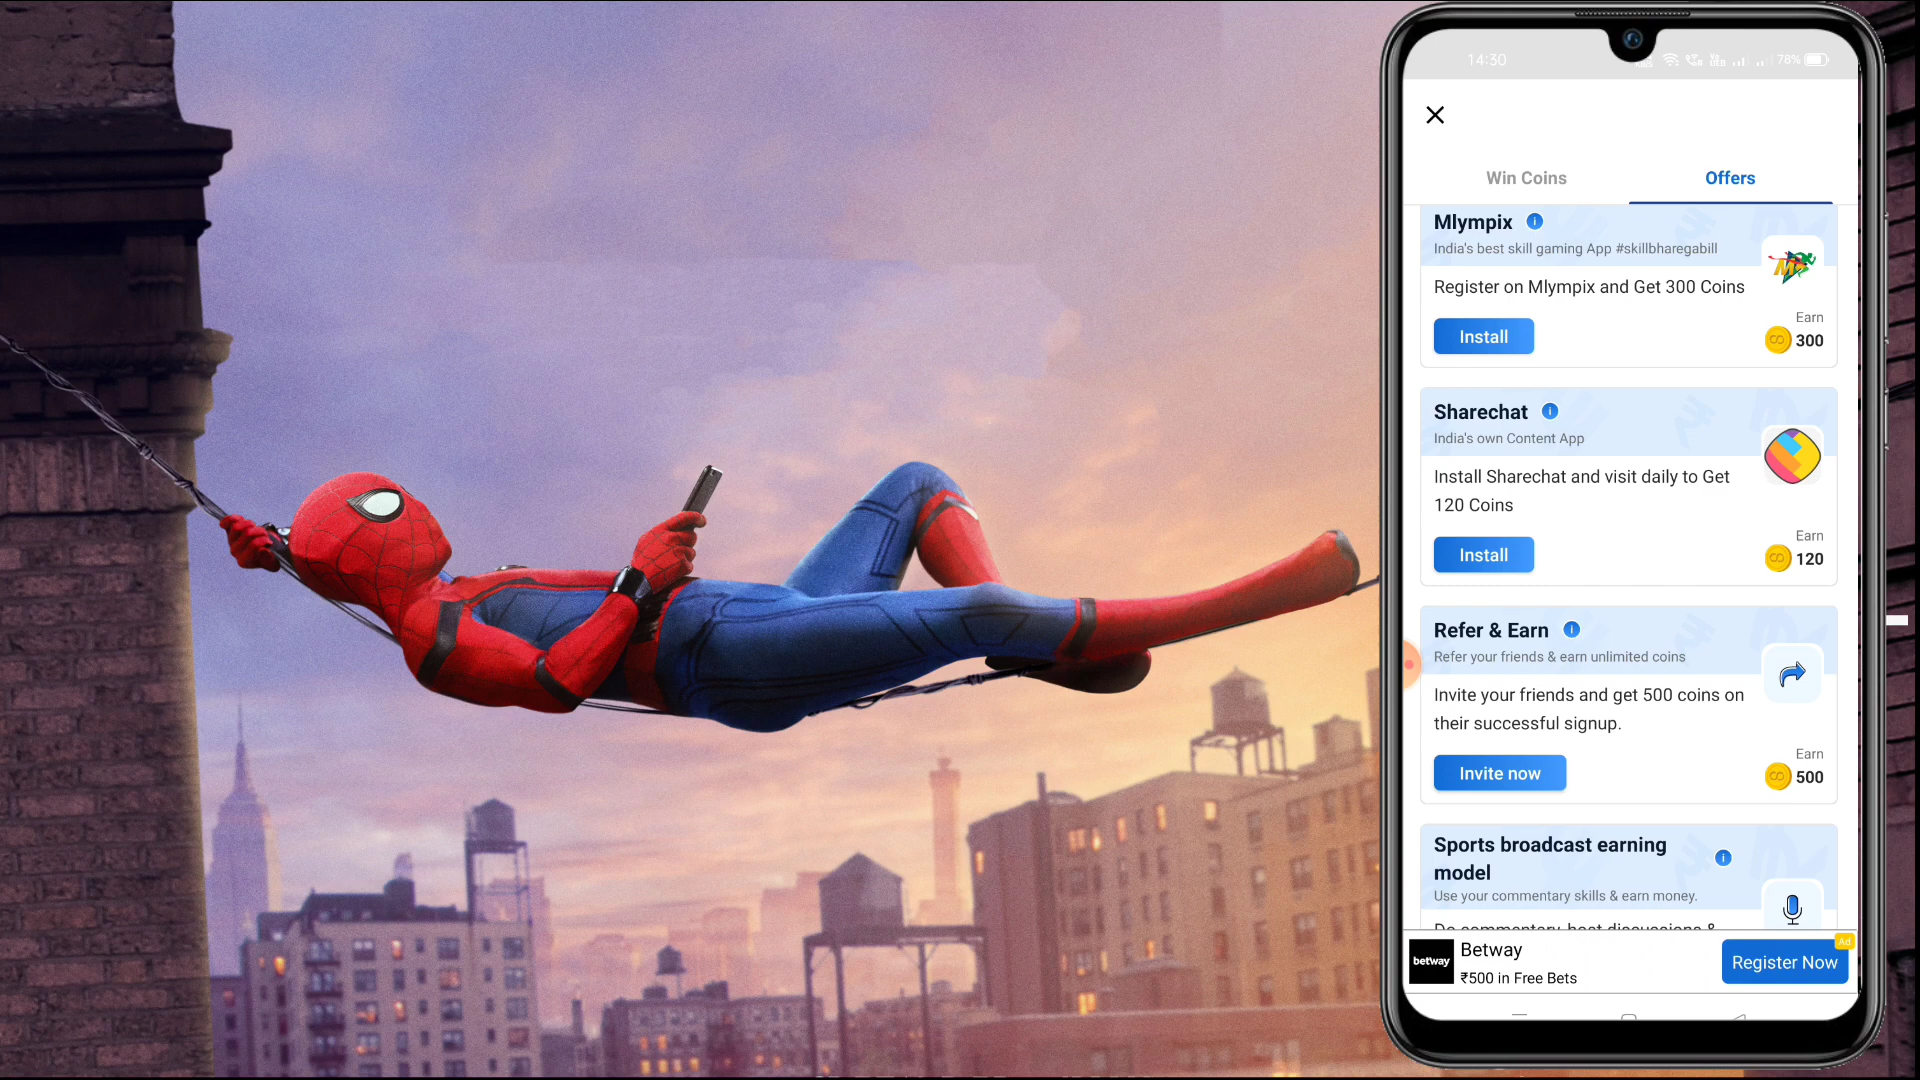 14:30
78%
Win Coins
Offers
Mlympix
India's best skill gaming App #skillbharegabill
Register on Mlympix and Get 300 Coins
Install
Earn
300
Sharechat
India's own Content App
Install Sharechat and visit daily to Get
120 Coins
Install
Earn
120
Refer & Earn
Refer your friends & earn unlimited coins
Invite your friends and get 500 coins on
their successful signup.
Invite now
Earn
500
Sports broadcast earning
model
Use your commentary skills & earn money.
Do commentary, host discussions &
betway
Betway
₹500 in Free Bets
Ad
Register Now